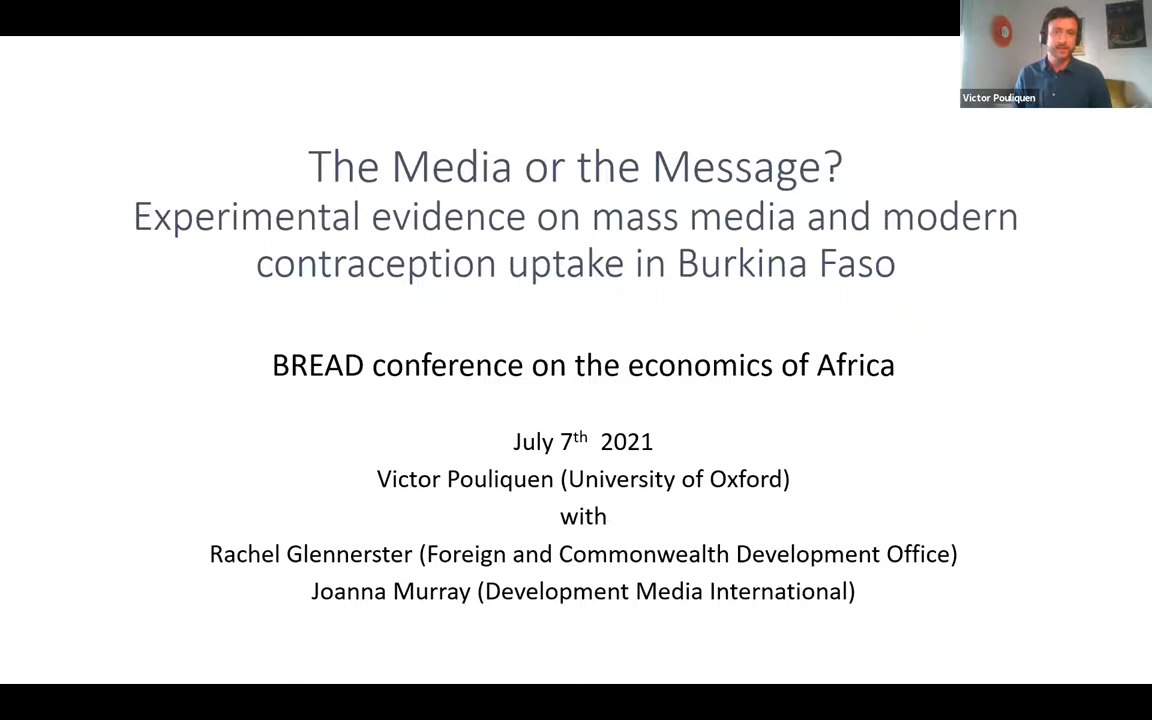 Victor Pouliquen
The Media or the Message?
Experimental evidence on mass media and modern
contraception uptake in Burkina Faso
BREAD conference on the economics of Africa
July 7th 2021
Victor Pouliquen (University of Oxford)
with
Rachel Glennerster (Foreign and Commonwealth Development Office)
Joanna Murray (Development Media International)